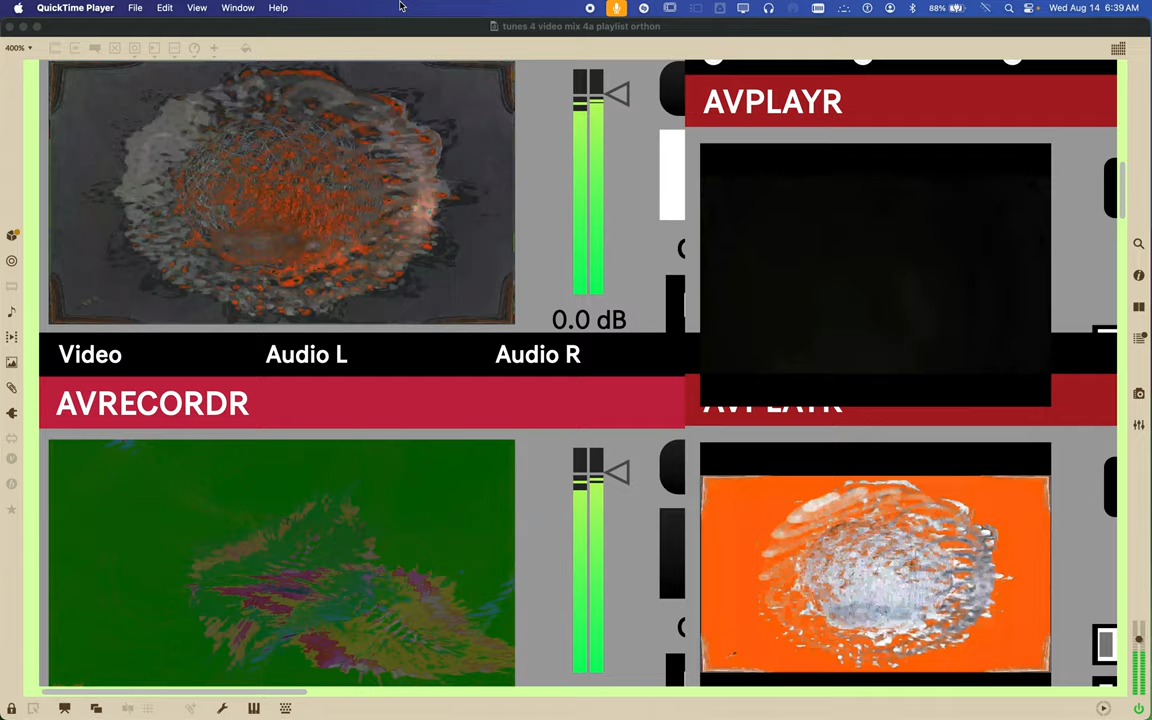 QuickTime Player File Edit View Window Help 88% Wed Aug 14 6:39 AM
tunes 4 video mix 4a playlist orthon
400%
AVPLAYR
0.0 dB
Video Audio L Audio R
AVRECORDR